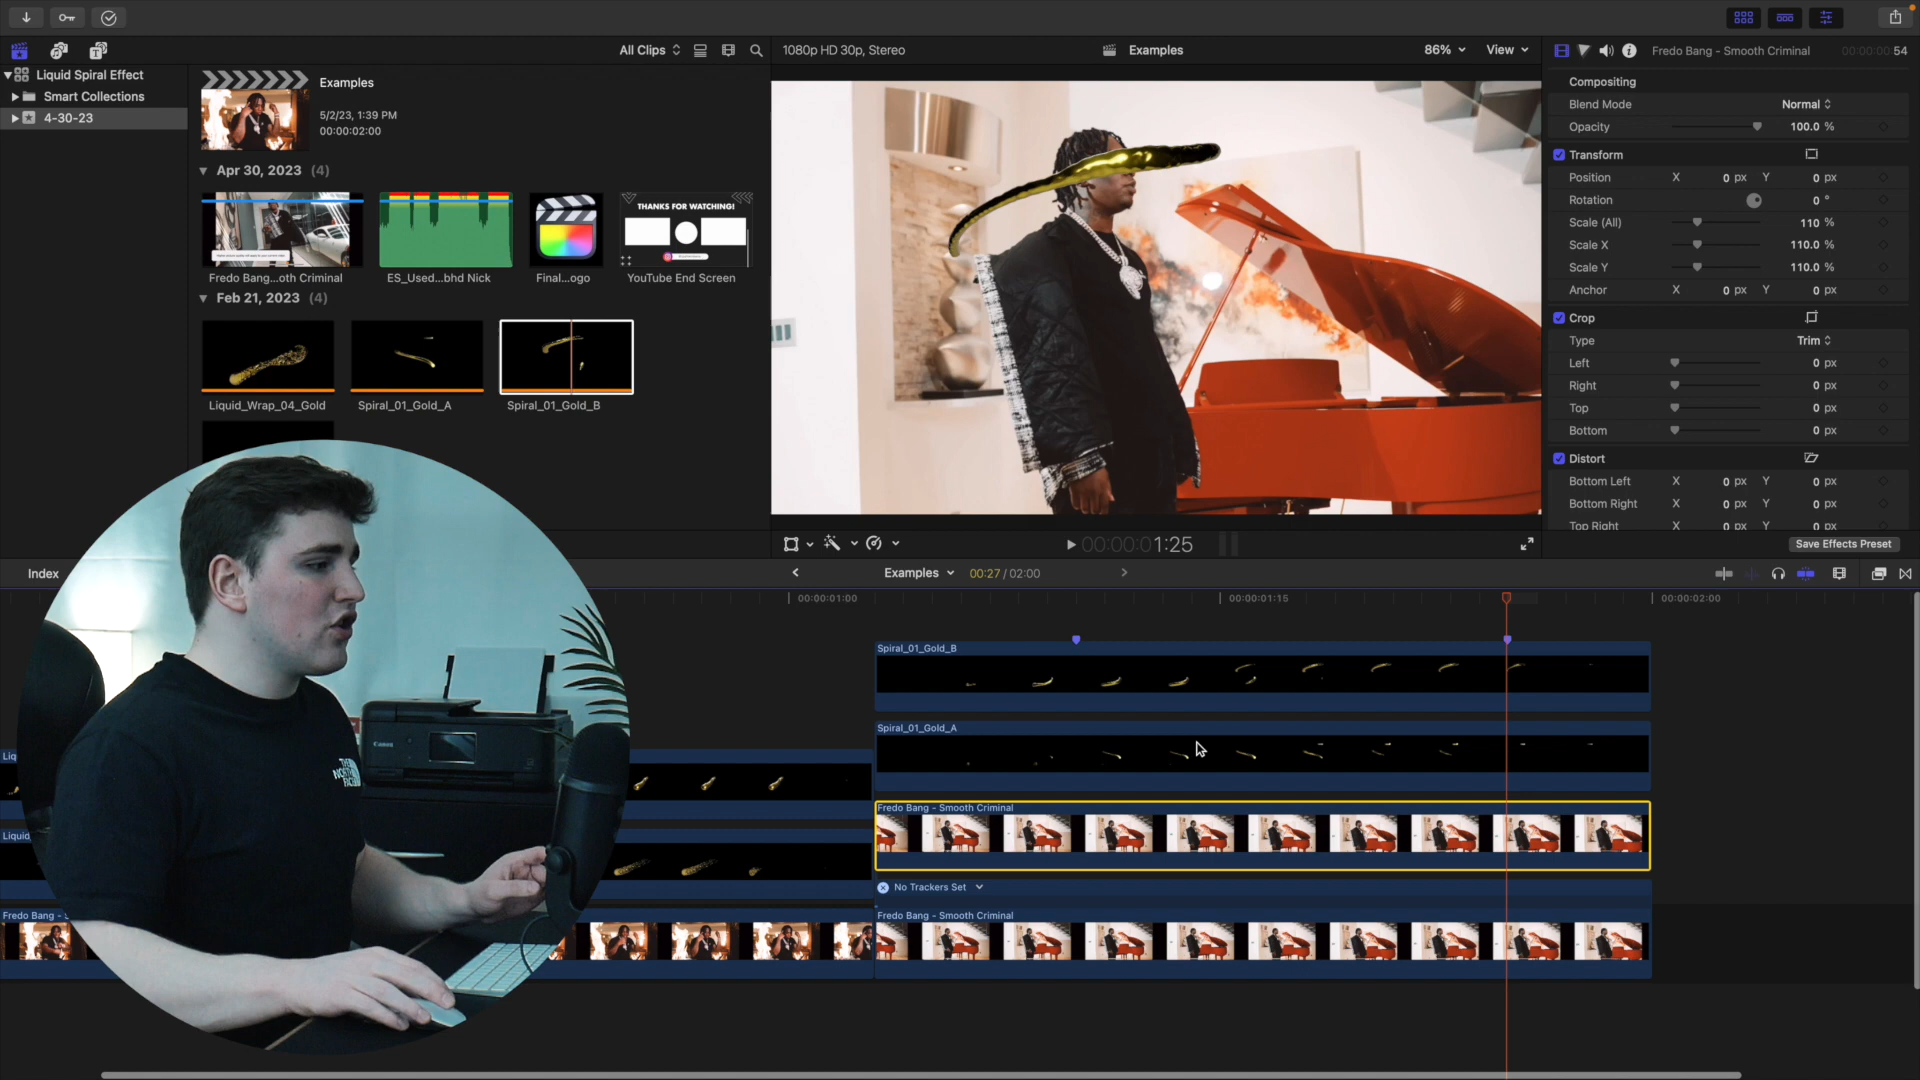 All Clips
1080p HD 30p, Stereo
Examples
86%
View
Fredo Bang - Smooth Criminal
00:00:00:54
Liquid Spiral Effect
Smart Collections
4-30-23
Examples
5/2/23, 1:39 PM
00:00:02:00
Apr 30, 2023 (4)
THANKS FOR WATCHING!
Fredo Bang...oth Criminal
ES_Used...bhd Nick
Final...ogo
YouTube End Screen
Feb 21, 2023 (4)
Liquid_Wrap_04_Gold
Spiral_01_Gold_A
Spiral_01_Gold_B
Compositing
Blend Mode Normal
Opacity 100.0 %
Transform
Position X 0 px Y 0 px
Rotation 0 °
Scale (All) 110 %
Scale X 110.0 %
Scale Y 110.0 %
Anchor X 0 px Y 0 px
Crop
Type Trim
Left 0 px
Right 0 px
Top 0 px
Bottom 0 px
Distort
Bottom Left X 0 px Y 0 px
Bottom Right X 0 px Y 0 px
Top Right X 0 px Y 0 px
Save Effects Preset
00:00:01:25
Index
Examples
00:27 / 02:00
00:00:01:00
00:00:01:15
00:00:02:00
Spiral_01_Gold_B
Spiral_01_Gold_A
Liq
Fredo Bang - Smooth Criminal
Liquid
No Trackers Set
Fredo Bang - S
Fredo Bang - Smooth Criminal
Canon
THE
NORTH
FACE